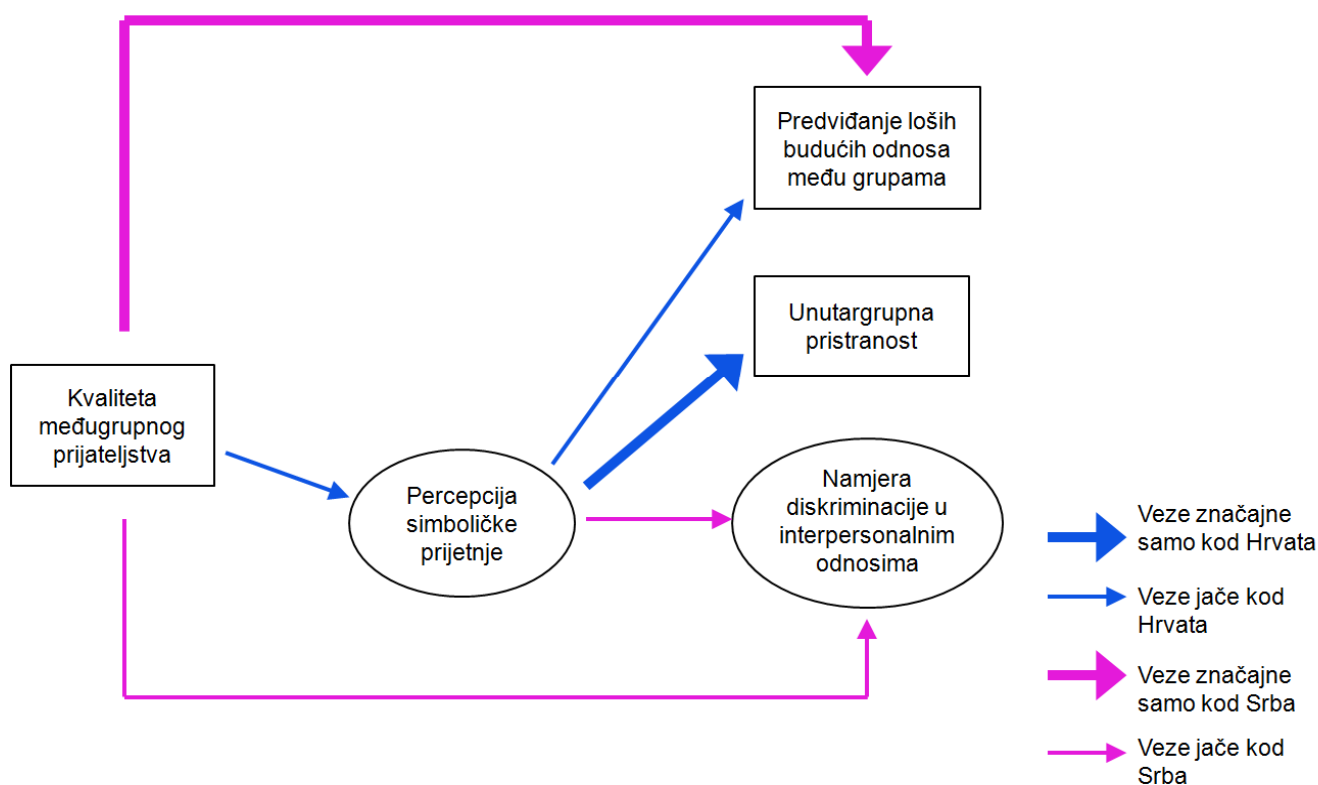 Predviđanje loših
budućih odnosa
među grupama
Unutargrupna
pristranost
Kvaliteta
međugrupnog
prijateljstva
Percepcija
simboličke
prijetnje
Namjera
diskriminacije u
interpersonalnim
odnosima
Veze značajne
samo kod Hrvata
Veze jače kod
Hrvata
Veze značajne
samo kod Srba
Veze jače kod
Srba